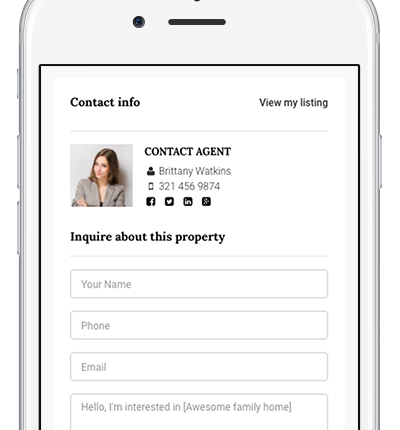 Contact info
View my listing
CONTACT AGENT
Brittany Watkins
321 456 9874
Inquire about this property
Your Name
Phone
Email
Hello, I'm interested in [Awesome family home]